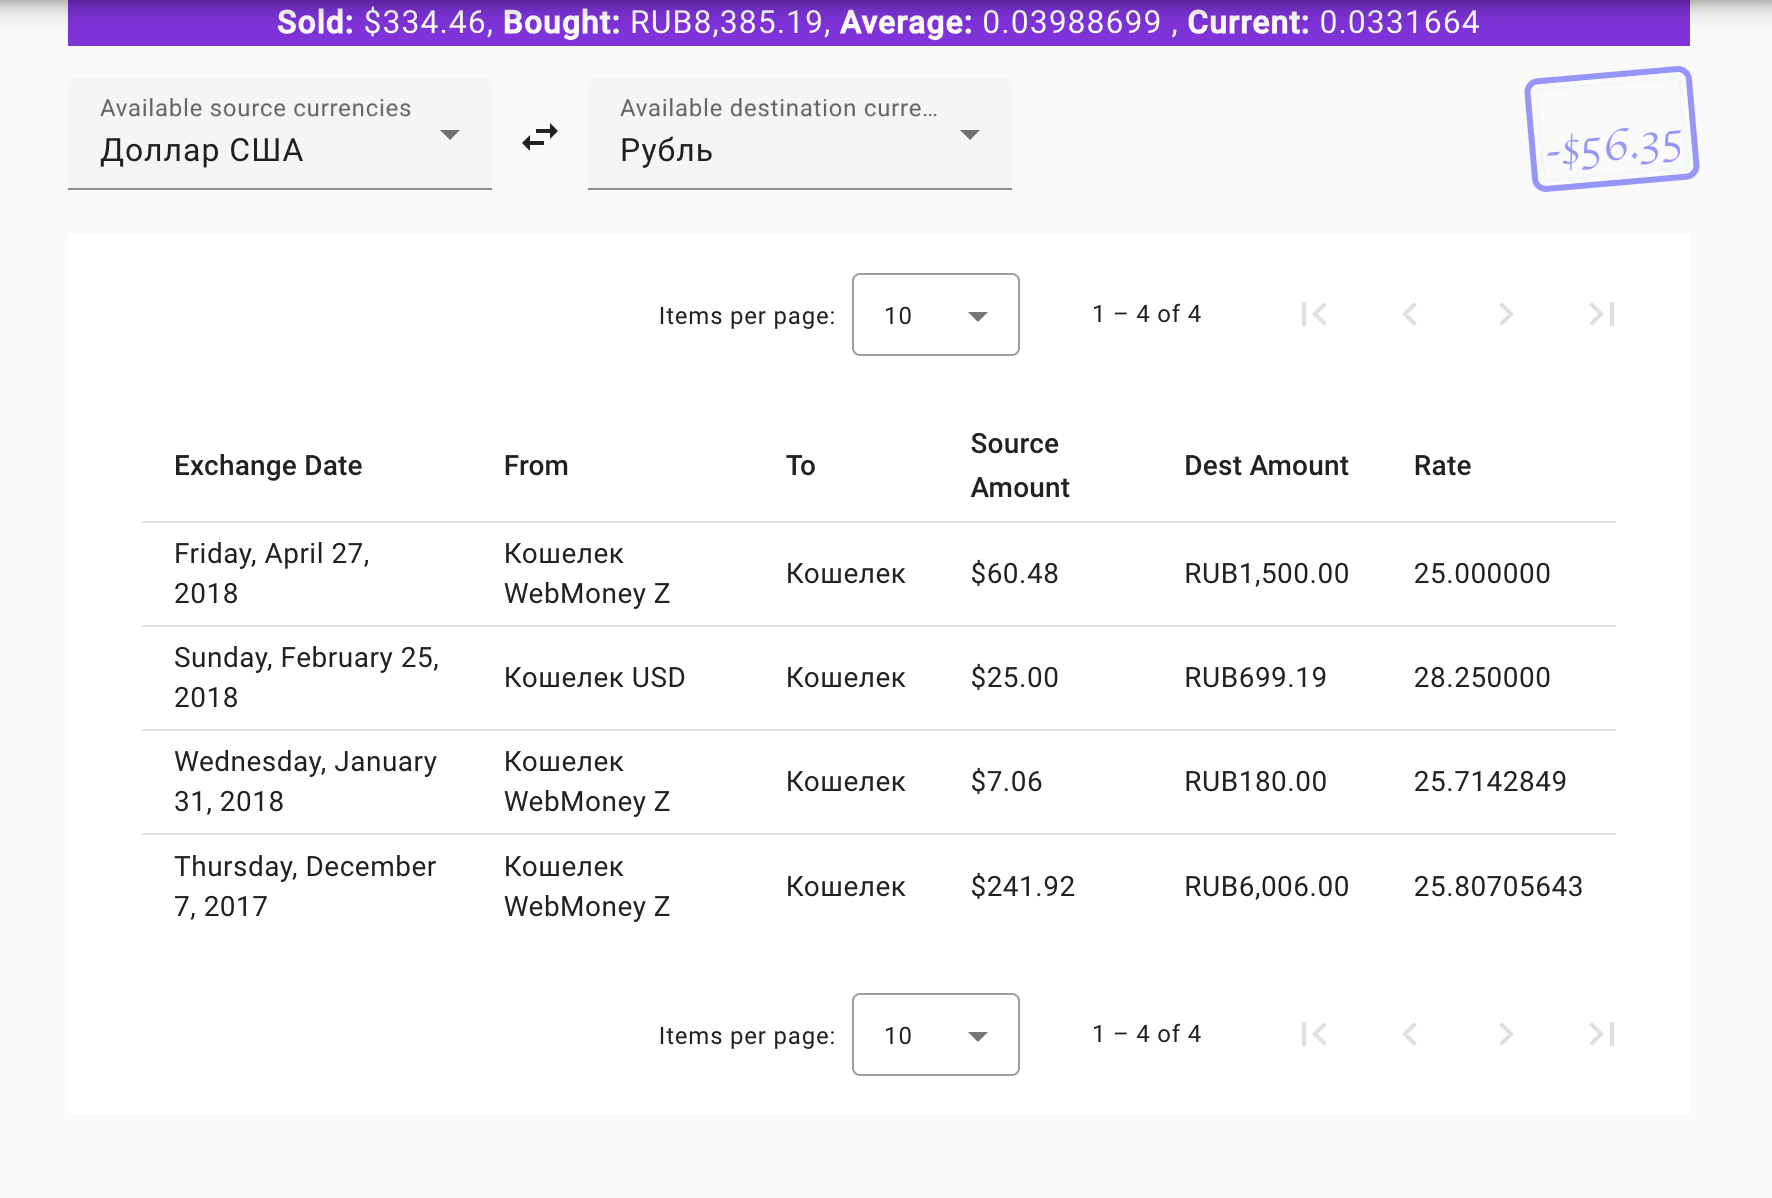 Sold: $334.46, Bought: RUB8,385.19, Average: 0.03988699 , Current: 0.0331664
Available source currencies
Доллар США
Available destination curre...
Рубль
-$56.35
Items per page: 10 1 – 4 of 4
Exchange Date From To Source Amount Dest Amount Rate
Friday, April 27, 2018 Кошелек WebMoney Z Кошелек $60.48 RUB1,500.00 25.000000
Sunday, February 25, 2018 Кошелек USD Кошелек $25.00 RUB699.19 28.250000
Wednesday, January 31, 2018 Кошелек WebMoney Z Кошелек $7.06 RUB180.00 25.7142849
Thursday, December 7, 2017 Кошелек WebMoney Z Кошелек $241.92 RUB6,006.00 25.80705643
Items per page: 10 1 – 4 of 4